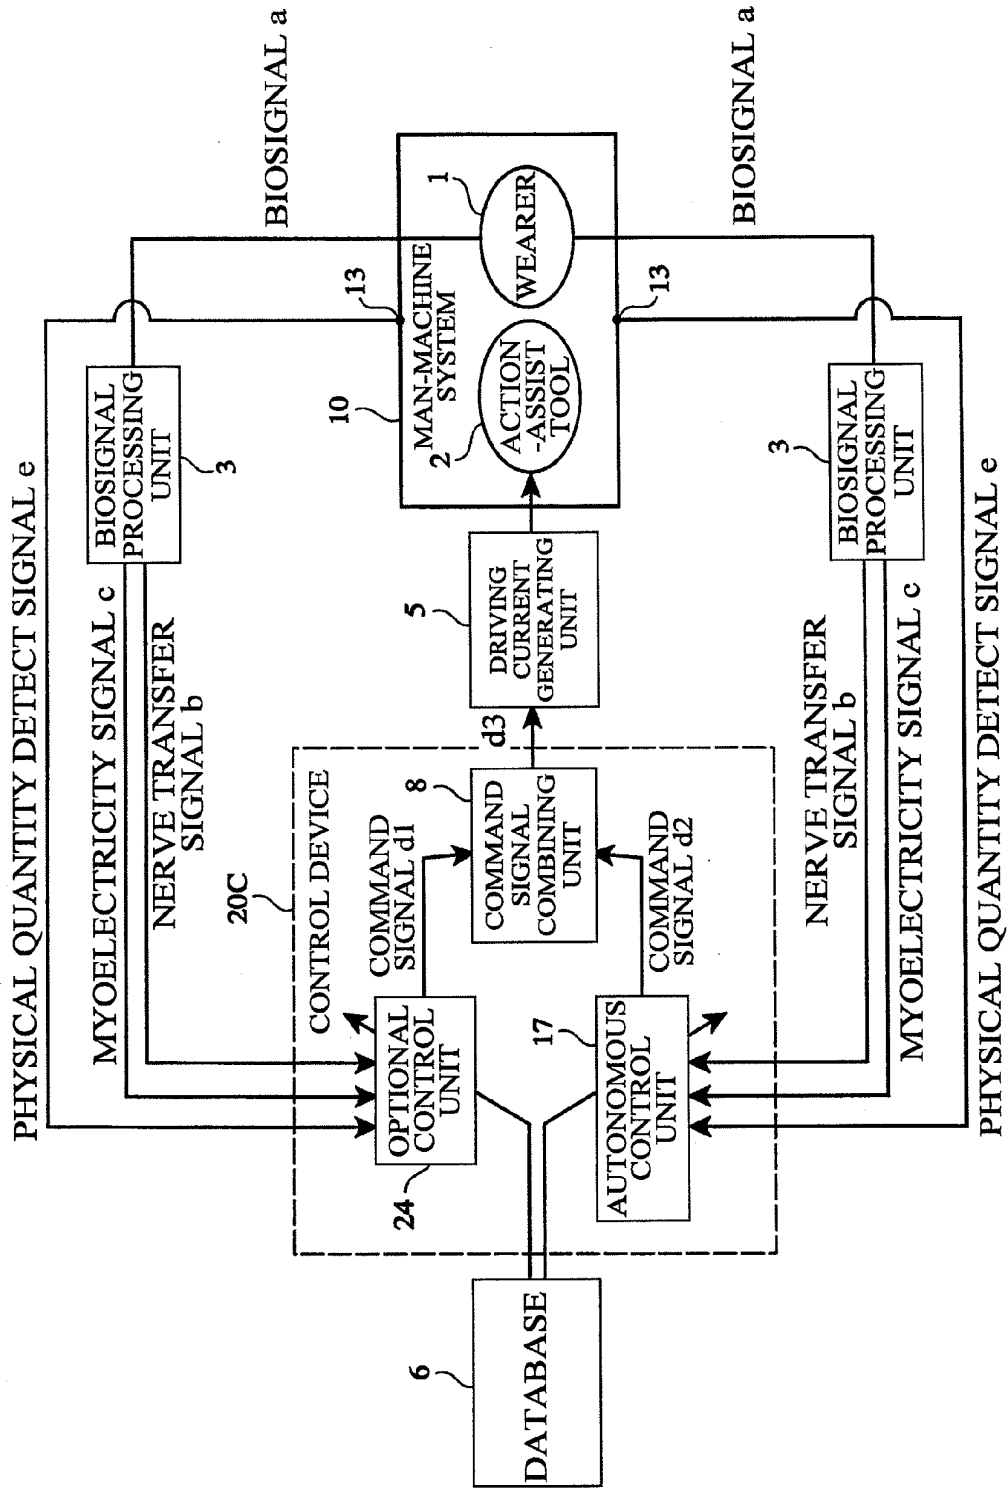 PHYSICAL QUANTITY DETECT SIGNAL e
MYOELECTRICITY SIGNAL c
NERVE TRANSFER
SIGNAL b
BIOSIGNAL
PROCESSING
UNIT
3
BIOSIGNAL a
20C
CONTROL DEVICE
COMMAND
SIGNAL d1
OPTIONAL
CONTROL
UNIT
24
6
DATABASE
8
COMMAND
SIGNAL
COMBINING
UNIT
d3
5
DRIVING
CURRENT
GENERATING
UNIT
10
13
MAN-MACHINE
SYSTEM
2
ACTION
-ASSIST
TOOL
1
WEARER
13
17
AUTONOMOUS
CONTROL
UNIT
COMMAND
SIGNAL d2
BIOSIGNAL a
3
BIOSIGNAL
PROCESSING
UNIT
NERVE TRANSFER
SIGNAL b
MYOELECTRICITY SIGNAL c
PHYSICAL QUANTITY DETECT SIGNAL e